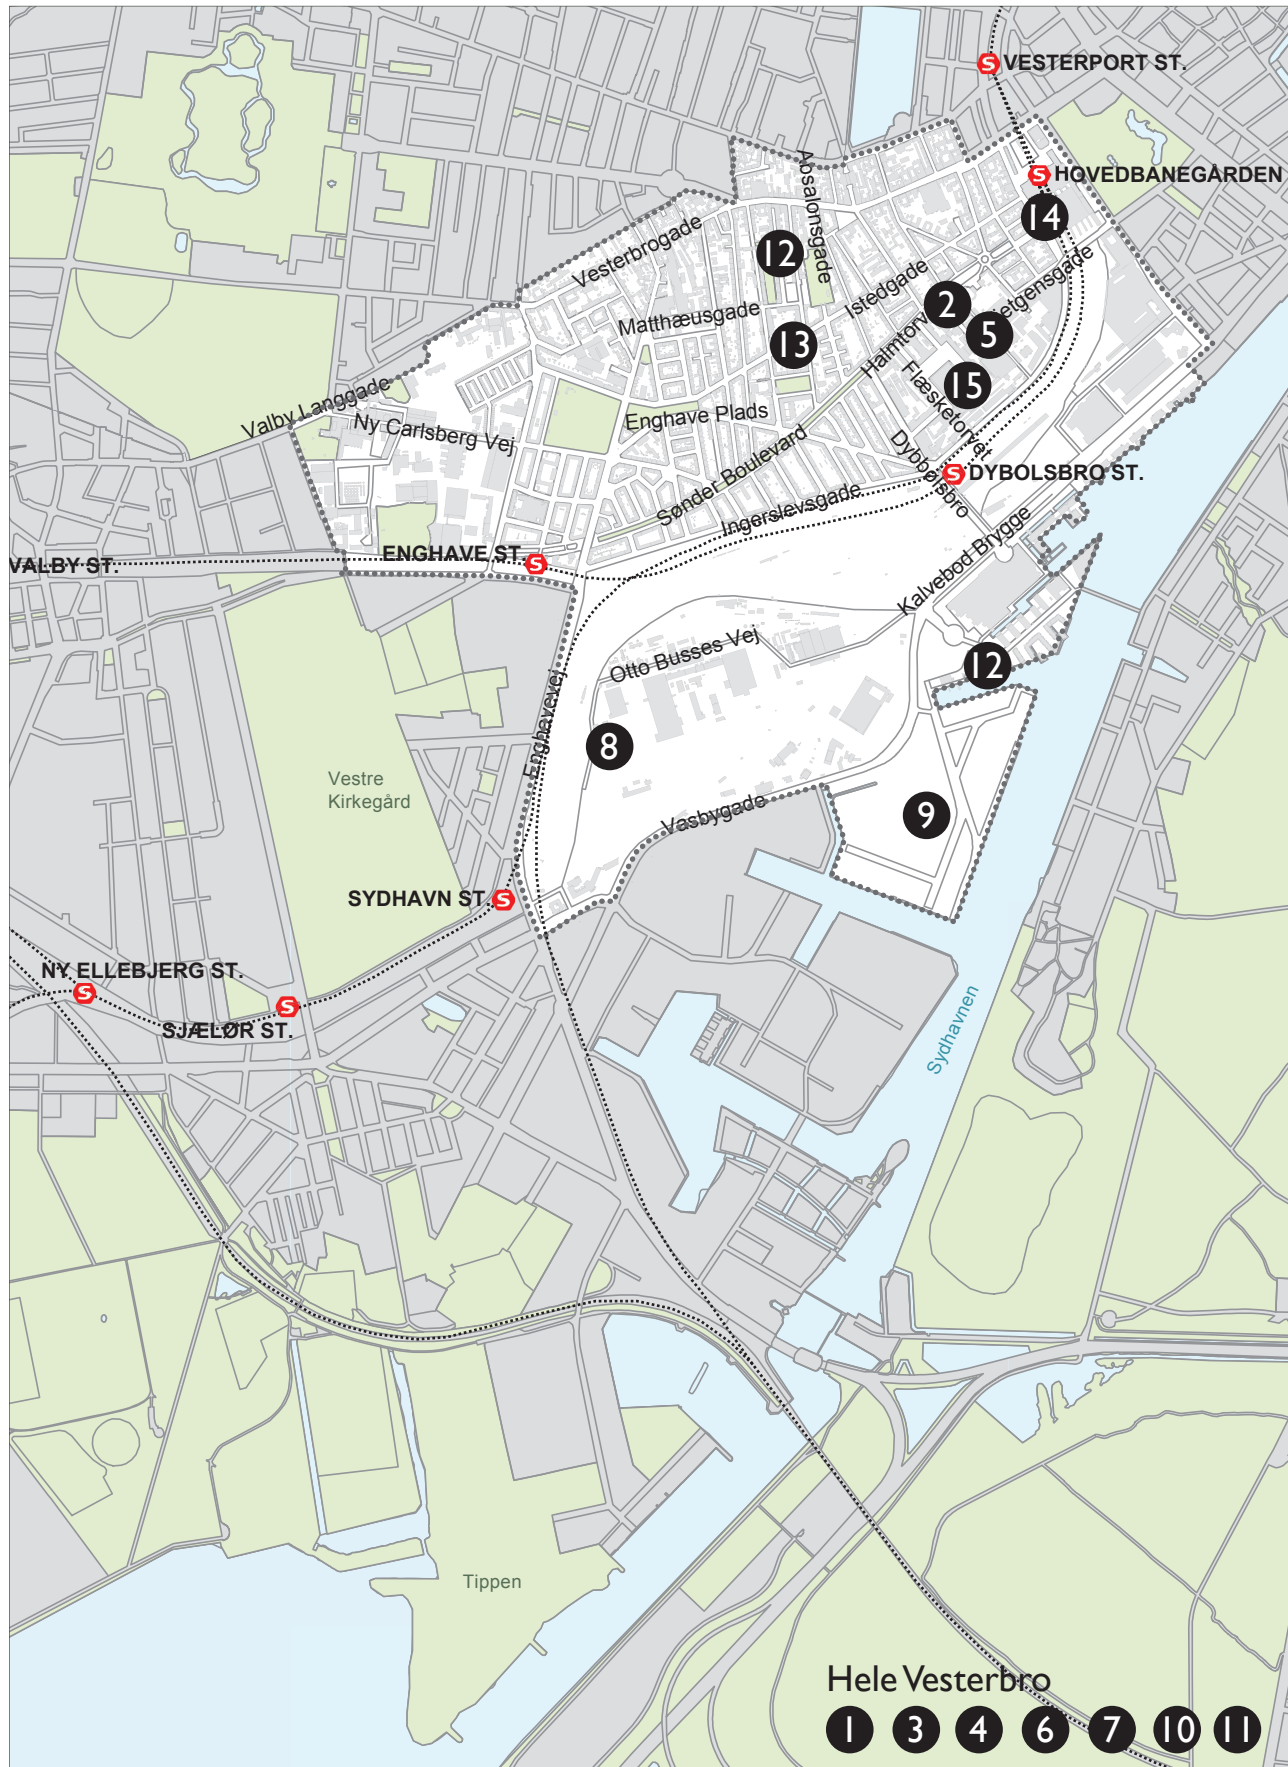 VESTERPORT ST.
HOVEDBANEGÅRDEN
14
Absalonsgade
12
Vesterbrogade
Istedgade
2
etgensgade
Matthæusgade
5
13
Halmtorv
15
Flæsketorvet
Valby Langgade
Enghave Plads
Ny Carlsberg Vej
Dybbølsbro
DYBOLSBRO ST.
Sønder Boulevard
Ingerslevsgade
ENGHAVE ST.
VALBY ST.
Kalvebod Brygge
Otto Busses Vej
12
Enghavevej
8
Vestre
Kirkegård
Vasbygade
9
SYDHAVN ST.
NY ELLEBJERG ST.
SJÆLØR ST.
Sydhavnen
Tippen
Hele Vesterbro
1 3 4 6 7 10 11